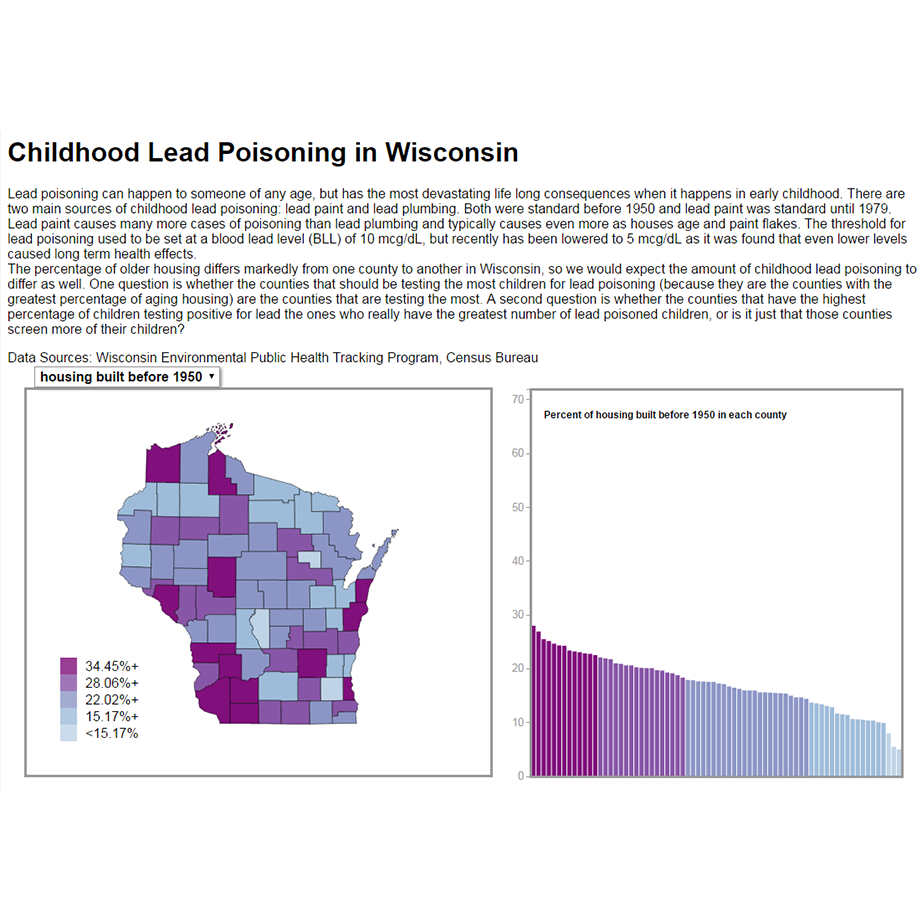 Childhood Lead Poisoning in Wisconsin
Lead poisoning can happen to someone of any age, but has the most devastating life long consequences when it happens in early childhood. There are
two main sources of childhood lead poisoning: lead paint and lead plumbing. Both were standard before 1950 and lead paint was standard until 1979.
Lead paint causes many more cases of poisoning than lead plumbing and typically causes even more as houses age and paint flakes. The threshold for
lead poisoning used to be set at a blood lead level (BLL) of 10 mcg/dL, but recently has been lowered to 5 mcg/dL as it was found that even lower levels
caused long term health effects.
The percentage of older housing differs markedly from one county to another in Wisconsin, so we would expect the amount of childhood lead poisoning to
differ as well. One question is whether the counties that should be testing the most children for lead poisoning (because they are the counties with the
greatest percentage of aging housing) are the counties that are testing the most. A second question is whether the counties that have the highest
percentage of children testing positive for lead the ones who really have the greatest number of lead poisoned children, or is it just that those counties
screen more of their children?
Data Sources: Wisconsin Environmental Public Health Tracking Program, Census Bureau
housing built before 1950
34.45%+
28.06%+
22.02%+
15.17%+
<15.17%
Percent of housing built before 1950 in each county
70
60
50
40
30
20
10
0